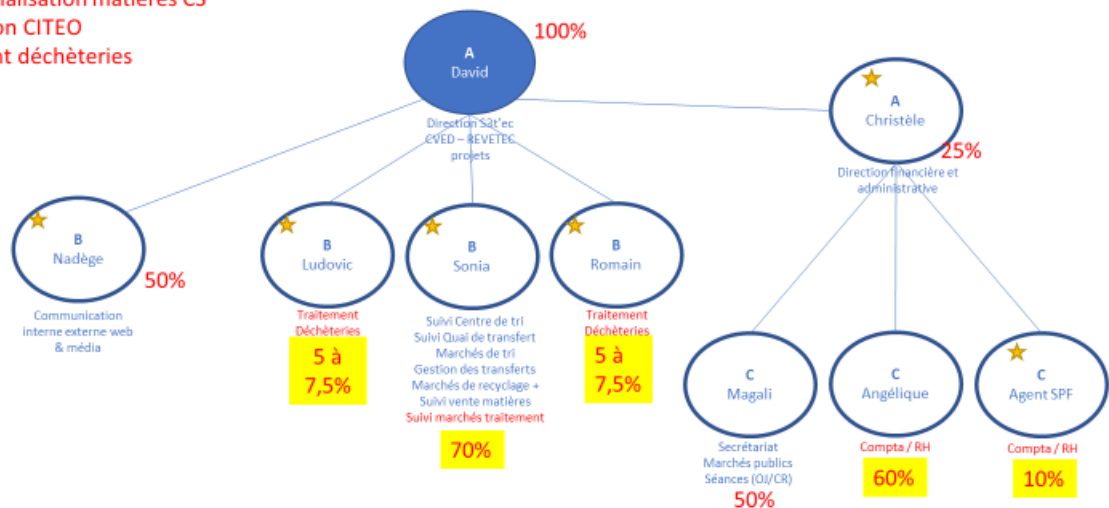 on CITEO
nt déchèteries
A
David
100%
Direction S3t'ec
CVED – REVETEC
projets
A
Christèle
25%
Direction financière et
administrative
B
Nadège
50%
Communication
interne externe web
& média
B
Ludovic
Traitement
Déchèteries
5 à
7,5%
B
Sonia
Suivi Centre de tri
Suivi Quai de transfert
Marchés de tri
Gestion des transferts
Marchés de recyclage +
Suivi vente matières
Suivi marchés traitement
70%
B
Romain
Traitement
Déchèteries
5 à
7,5%
C
Magali
Secrétariat
Marchés publics
Séances (OJ/CR)
50%
C
Angélique
Compta / RH
60%
C
Agent SPF
Compta / RH
10%